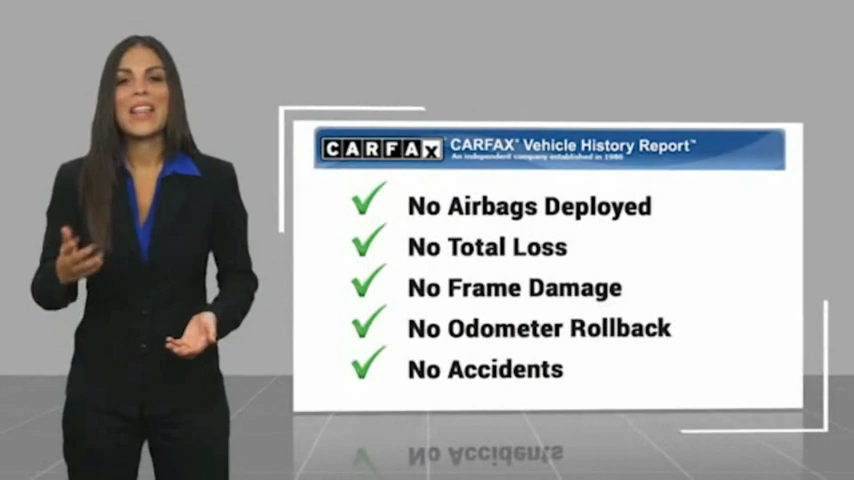 CARFAX CARFAX® Vehicle History Report™
An independent company established in 1986
No Airbags Deployed
No Total Loss
No Frame Damage
No Odometer Rollback
No Accidents
No Accidents